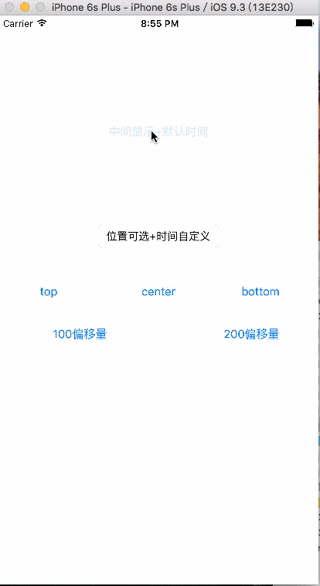 iPhone 6s Plus - iPhone 6s Plus / iOS 9.3 (13E230)
Carrier 8:55 PM
中间显示+默认时间
位置可选+时间自定义
top center bottom
100偏移量 200偏移量